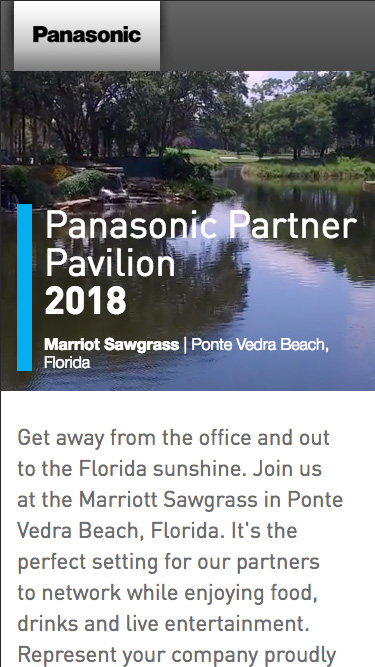 Panasonic
Panasonic Partner
Pavilion
2018
Marriot Sawgrass | Ponte Vedra Beach,
Florida
Get away from the office and out
to the Florida sunshine. Join us
at the Marriott Sawgrass in Ponte
Vedra Beach, Florida. It's the
perfect setting for our partners
to network while enjoying food,
drinks and live entertainment.
Represent your company proudly